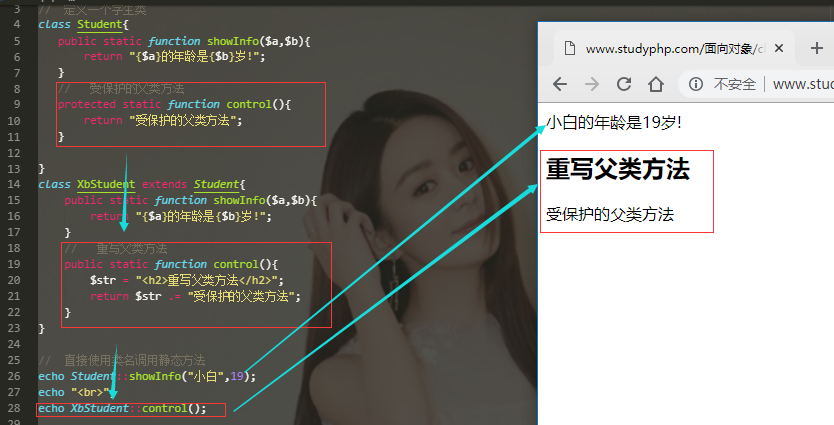 3 // 定义一个学生类
4 class Student{
5 public static function showInfo($a,$b){
6 return "{$a}的年龄是{$b}岁!";
7 }
8 // 受保护的父类方法
9 protected static function control(){
10 return "受保护的父类方法";
11 }
12
13 }
14 class XbStudent extends Student{
15 public static function showInfo($a,$b){
16 return "{$a}的年龄是{$b}岁!";
17 }
18 // 重写父类方法
19 public static function control(){
20 $str = "<h2>重写父类方法</h2>";
21 return $str .= "受保护的父类方法";
22 }
23 }
24
25 // 直接使用类名调用静态方法
26 echo Student::showInfo("小白",19);
27 echo "<br>"
28 echo XbStudent::control();
29
www.studyphp.com/面向对象/cl
不安全 www.stud
小白的年龄是19岁!
重写父类方法
受保护的父类方法